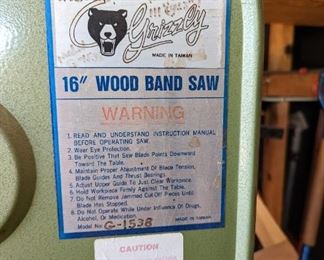 Grizzly
MADE IN TAIWAN
16" WOOD BAND SAW
WARNING
1. READ AND UNDERSTAND INSTRUCTION MANUAL
BEFORE OPERATING SAW.
2. Wear Eye Protection.
3. Be Positive That Saw Blade Points Downward
Toward The Table.
4. Maintain Proper Adjustment Of Blade Tension,
Blade Guides And Thrust Bearings.
5. Adjust Upper Guide To Just Clear Workpiece.
6. Hold Workpiece Firmly Against The Table.
7. Do Not Remove Jammed Cut Off Pieces Until
Blade Has Stopped.
8. Do Not Operate While Under Influence Of Drugs,
Alcohol, Or Medication.
Model No G-1538 MADE IN TAIWAN
CAUTION